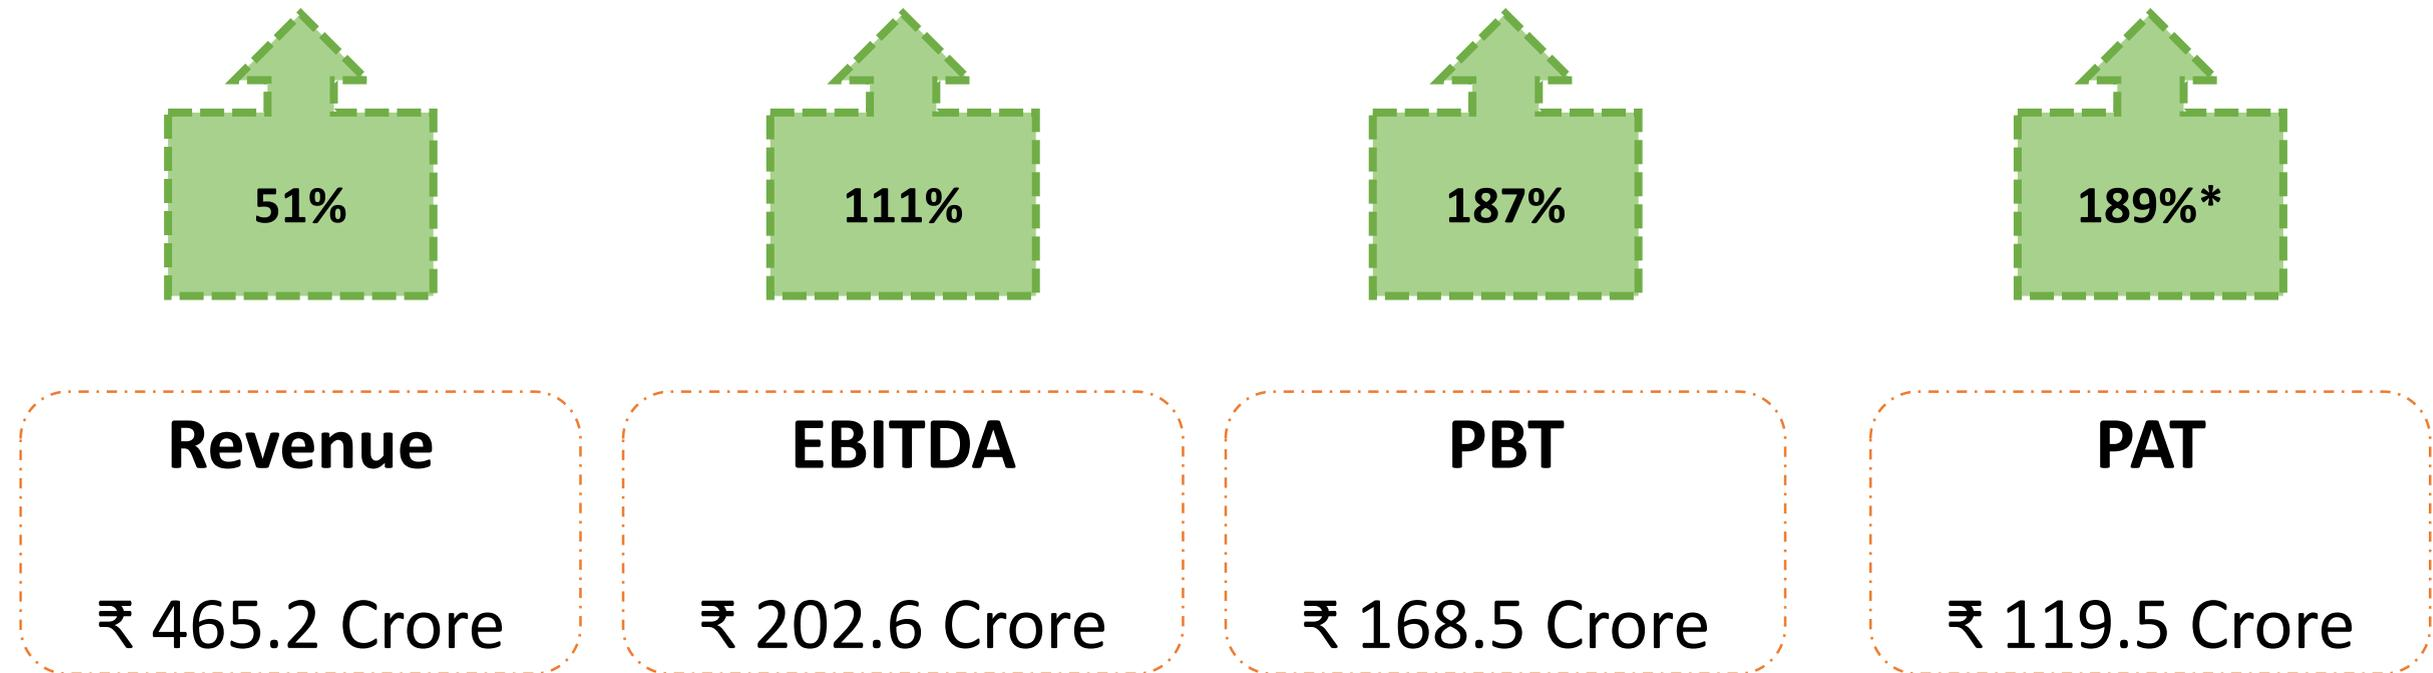 51%
111%
187%
189%*
Revenue
EBITDA
PBT
PAT
₹ 465.2 Crore
₹ 202.6 Crore
₹ 168.5 Crore
₹ 119.5 Crore